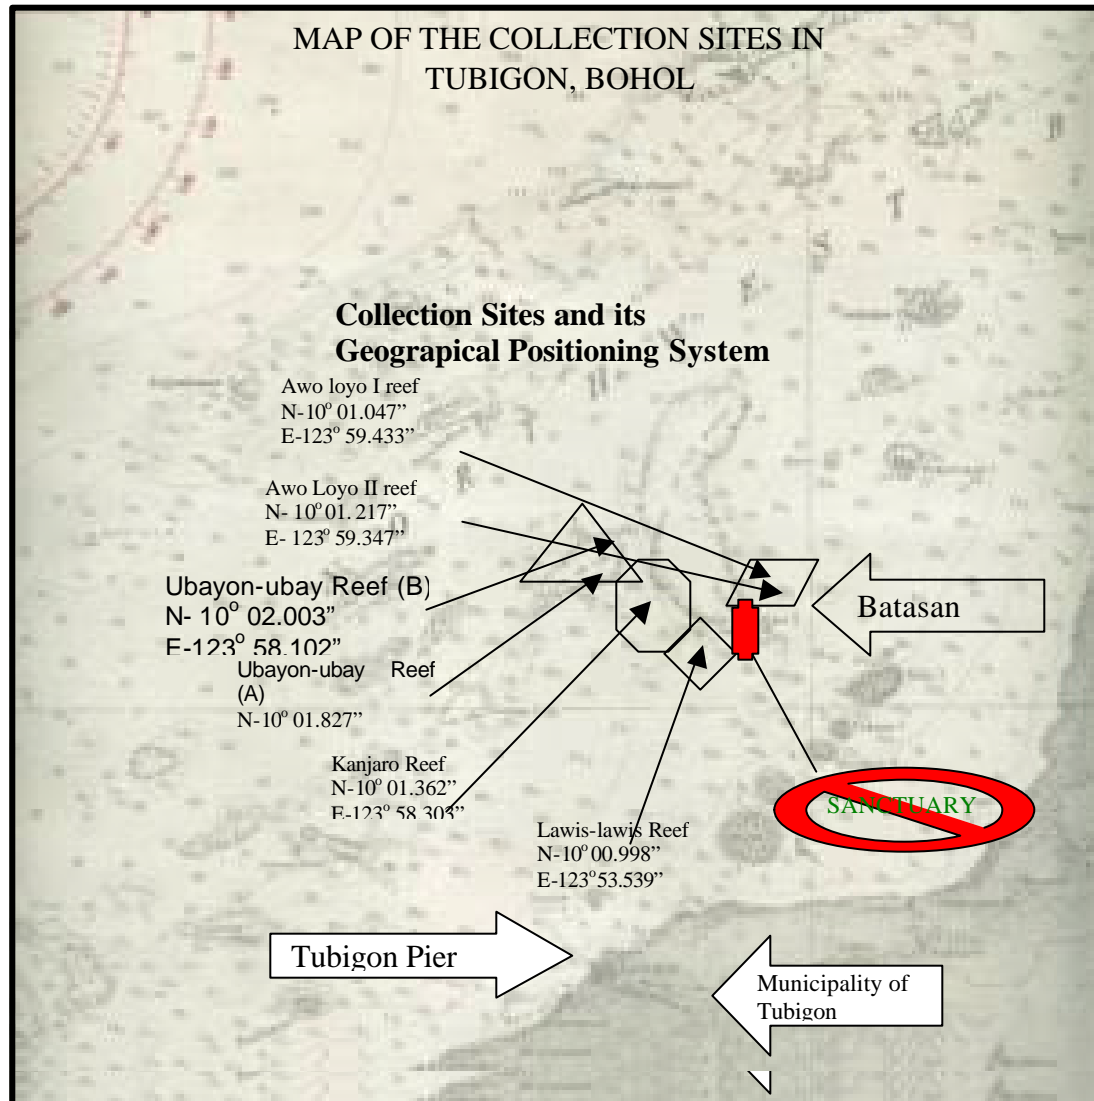 MAP OF THE COLLECTION SITES IN
TUBIGON, BOHOL
Collection Sites and its
Geograpical Positioning System
Awo loyo I reef
N-10° 01.047”
E-123° 59.433”
Awo Loyo II reef
N- 10° 01. 217”
E- 123° 59.347”
Ubayon-ubay Reef (B)
N- 10° 02.003”
E-123° 58.102”
Ubayon-ubay Reef
(A)
N-10° 01.827”
Kanjaro Reef
N-10° 01.362”
E-123° 58.303”
Lawis-lawis Reef
N-10° 00.998”
E-123° 53.539”
Batasan
SANCTUARY
Tubigon Pier
Municipality of
Tubigon